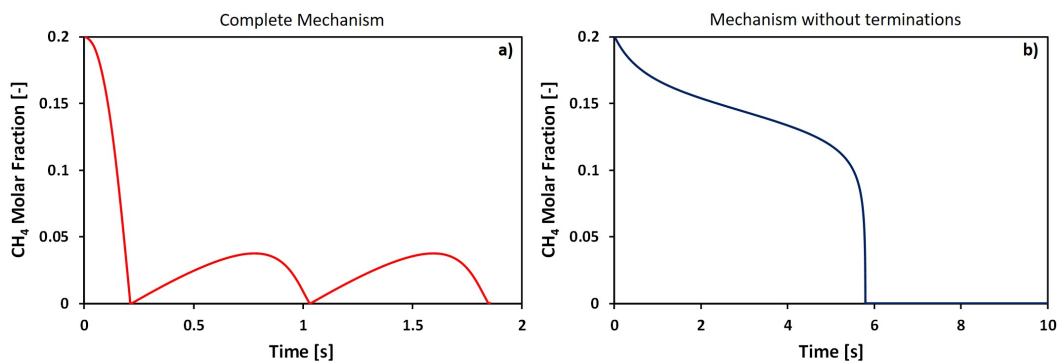 Complete Mechanism
a)
CH₄ Molar Fraction [-]
0.2
0.15
0.1
0.05
0
0
0.5
1
1.5
2
Time [s]
Mechanism without terminations
b)
CH₄ Molar Fraction [-]
0.2
0.15
0.1
0.05
0
0
2
4
6
8
10
Time [s]